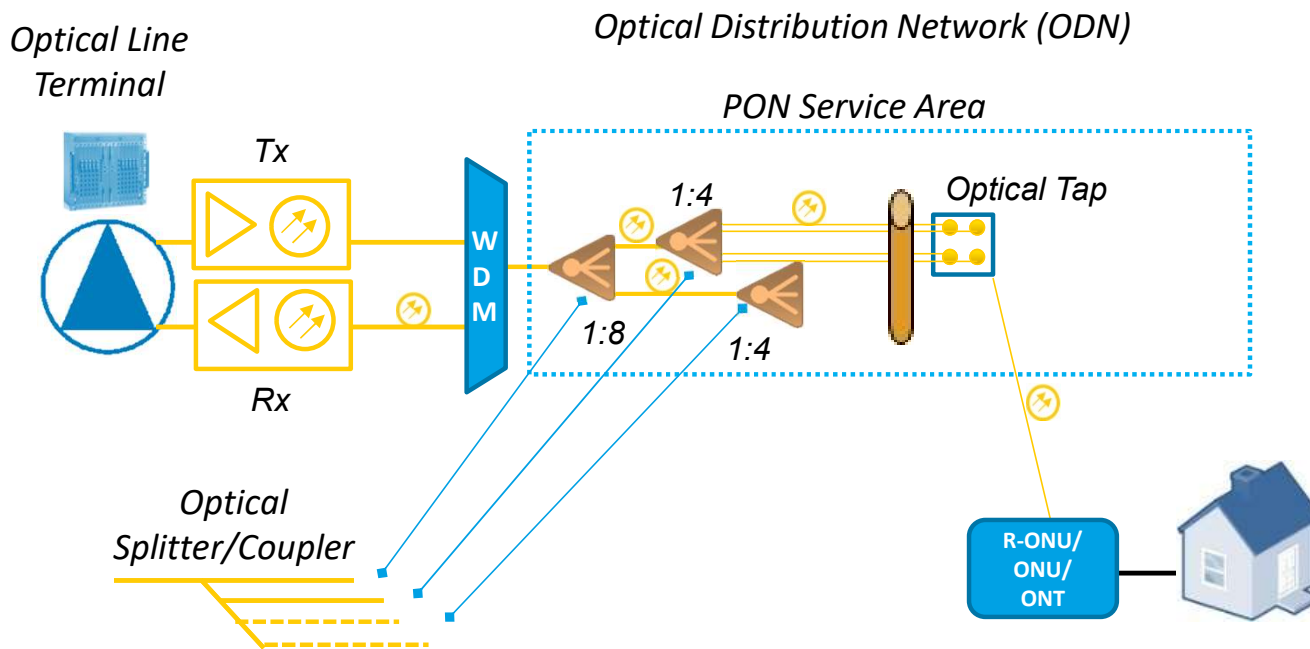 Optical Distribution Network (ODN)
Optical Line
Terminal
PON Service Area
Tx
1:4
Optical Tap
W
D
M
1:8
1:4
Rx
Optical
Splitter/Coupler
R-ONU/
ONU/
ONT